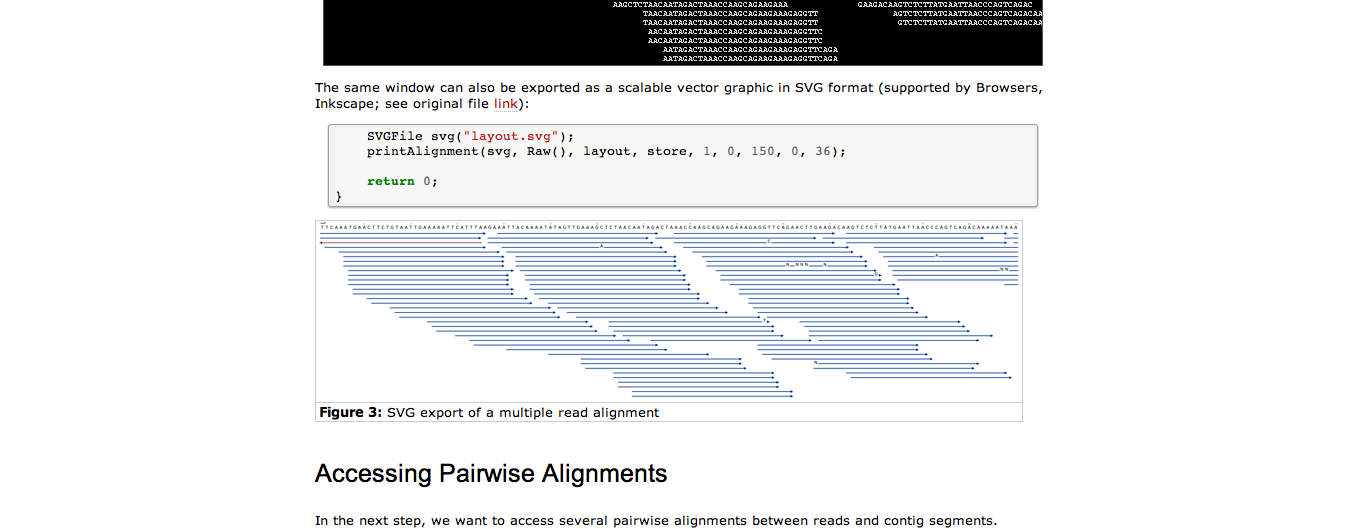 AAGCTCTAACAATAGACTAAACCAAGCAGAAGAAA GAAGACAAGTCTCTTATGAATTAACCCAGTCAGAC
TAACAATAGACTAAACCAAGCAGAAGAAAGAGGTT AGTCTCTTATGAATTAACCCAGTCAGACAA
TAACAATAGACTAAACCAAGCAGAAGAAAGAGGTT GTCTCTTATGAATTAACCCAGTCAGACAA
AACAATAGACTAAACCAAGCAGAAGAAAGAGGTTC
AACAATAGACTAAACCAAGCAGAAGAAAGAGGTTC
AATAGACTAAACCAAGCAGAAGAAAGAGGTTCAGA
AATAGACTAAACCAAGCAGAAGAAAGAGGTTCAGA
The same window can also be exported as a scalable vector graphic in SVG format (supported by Browsers,
Inkscape; see original file link):
SVGFile svg("layout.svg");
printAlignment(svg, Raw(), layout, store, 1, 0, 150, 0, 36);
return 0;
}
TTCAAATGAACTTCTGTAATTGAAAAATTCATTTAAGAAATTACAAAATATAGTTGAAAGCTCTAACAATAGACTAAACCAAGCAGAAGAAAGAGGTTCAGAACTTGAAGACAAGTCTCTTATGAATTAACCCAGTCAGACAAAAATAAA
Figure 3: SVG export of a multiple read alignment
Accessing Pairwise Alignments
In the next step, we want to access several pairwise alignments between reads and contig segments.